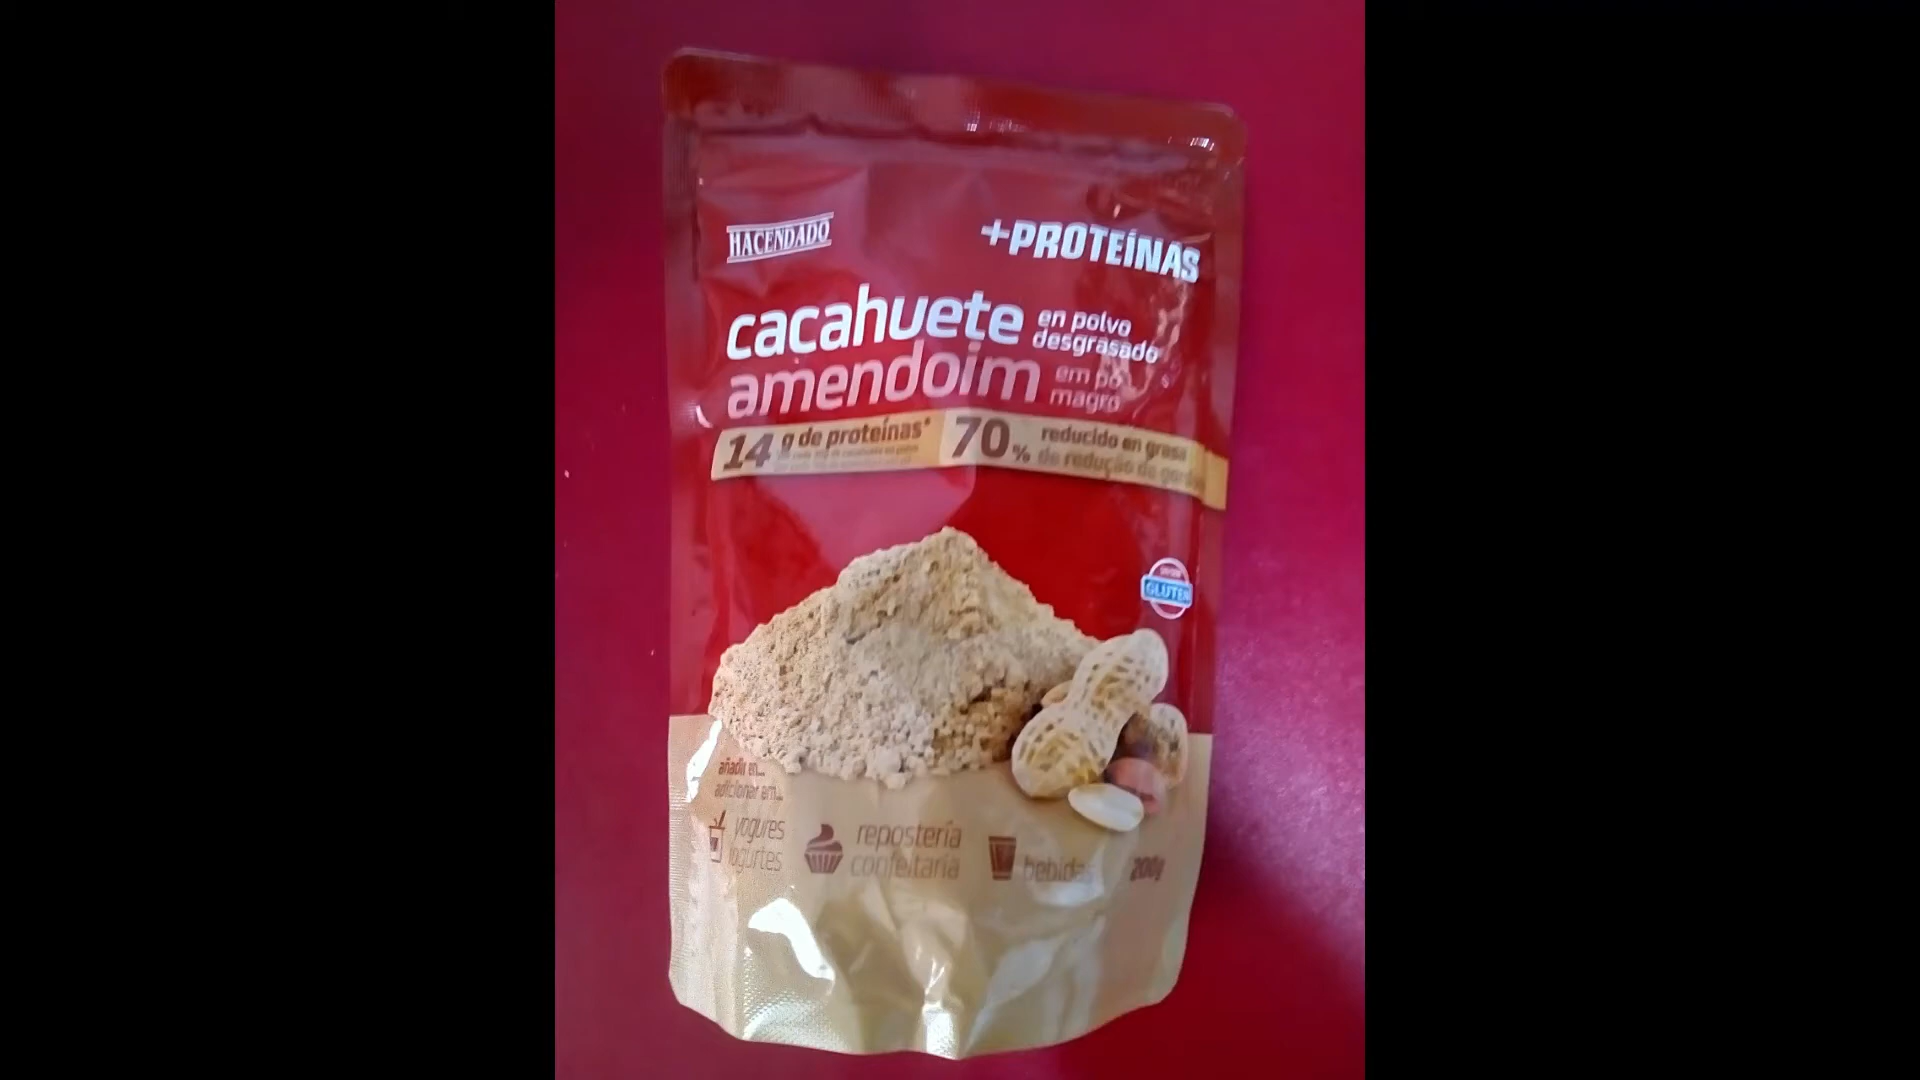 HACENDADO
+PROTEÍNAS
cacahuete en polvo
desgrasado
amendoim em pó
magro
14 g de proteínas*
70% reducido en grasa
de redução de
GLUTEN
añadir en...
adicionar em...
yogures
iogurtes
repostería
confeitaria
bebidas
200g